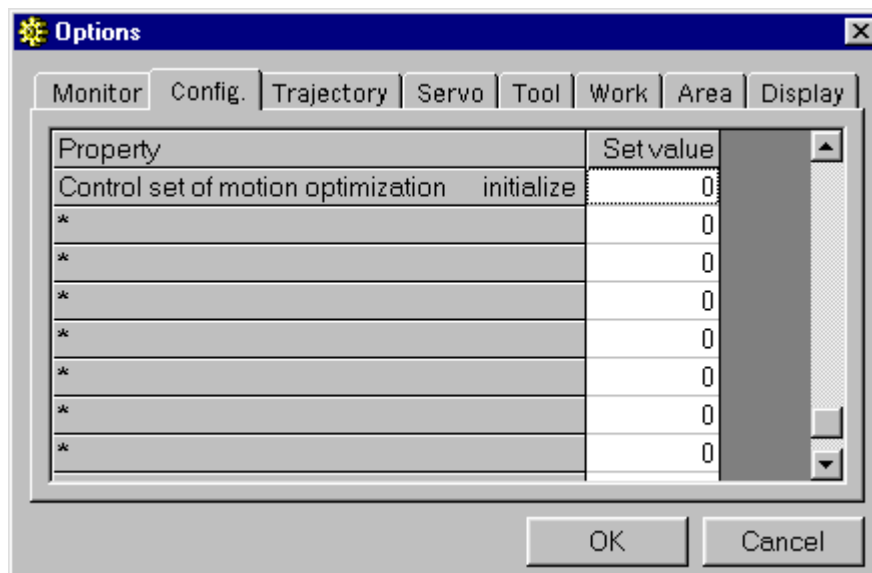 Options
Monitor Config. Trajectory Servo Tool Work Area Display
Property Set value
Control set of motion optimization initialize 0
* 0
* 0
* 0
* 0
* 0
* 0
* 0
OK Cancel